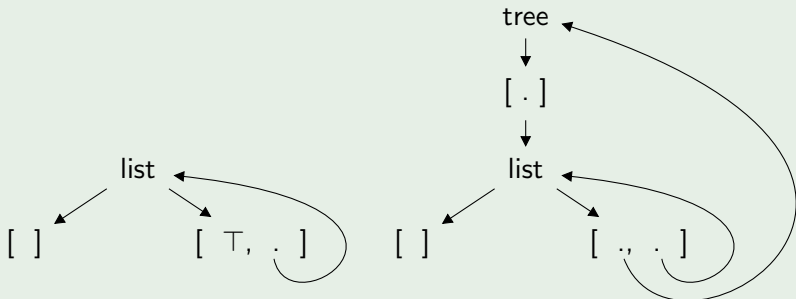 tree
[ . ]
list
list
[ ]
[ ⊤, . ]
[ ]
[ ., . ]